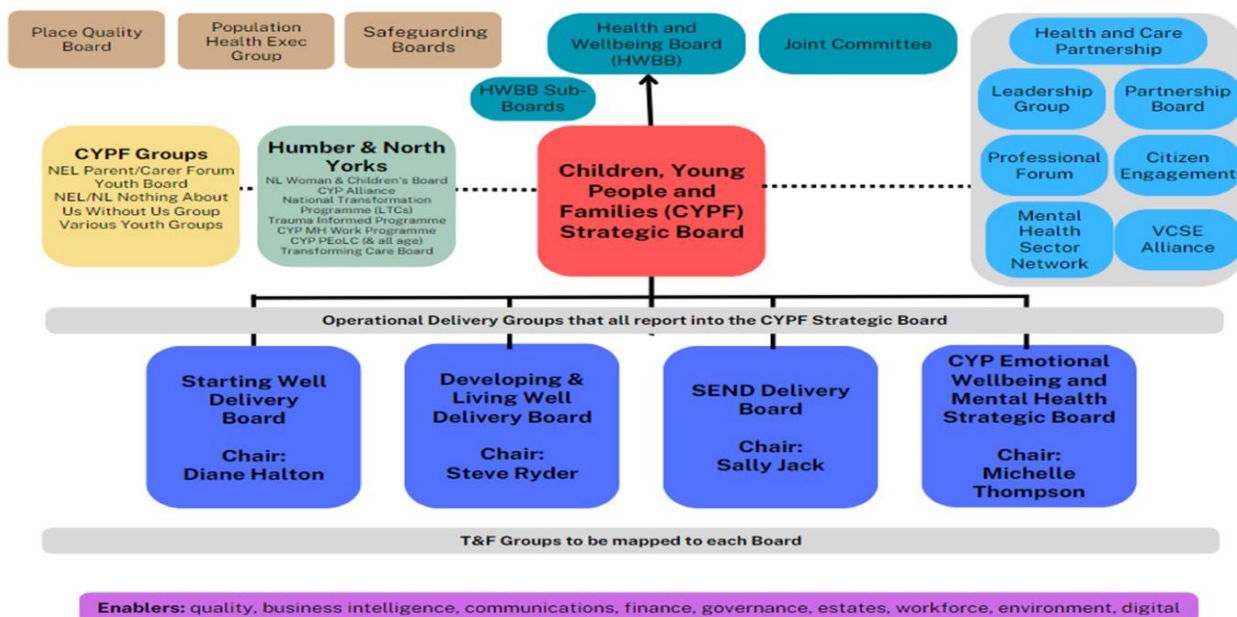 Place Quality
Board
Population
Health Exec
Group
Safeguarding
Boards
Health and
Wellbeing Board
(HWBB)
Joint Committee
HWBB Sub-
Boards
Health and Care
Partnership
Leadership
Group
Partnership
Board
Professional
Forum
Citizen
Engagement
Mental
Health
Sector
Network
VCSE
Alliance
CYPF Groups
NEL Parent/Carer Forum
Youth Board
NEL/NL Nothing About
Us Without Us Group
Various Youth Groups
Humber & North
Yorks
NL Woman & Children's Board
CYP Alliance
National Transformation
Programme (LTCs)
Trauma Informed Programme
CYP MH Work Programme
CYP PEoLC (& all age)
Transforming Care Board
Children, Young
People and
Families (CYPF)
Strategic Board
Operational Delivery Groups that all report into the CYPF Strategic Board
Starting Well
Delivery
Board
Chair:
Diane Halton
Developing &
Living Well
Delivery Board
Chair:
Steve Ryder
SEND Delivery
Board
Chair:
Sally Jack
CYP Emotional
Wellbeing and
Mental Health
Strategic Board
Chair:
Michelle
Thompson
T&F Groups to be mapped to each Board
Enablers: quality, business intelligence, communications, finance, governance, estates, workforce, environment, digital